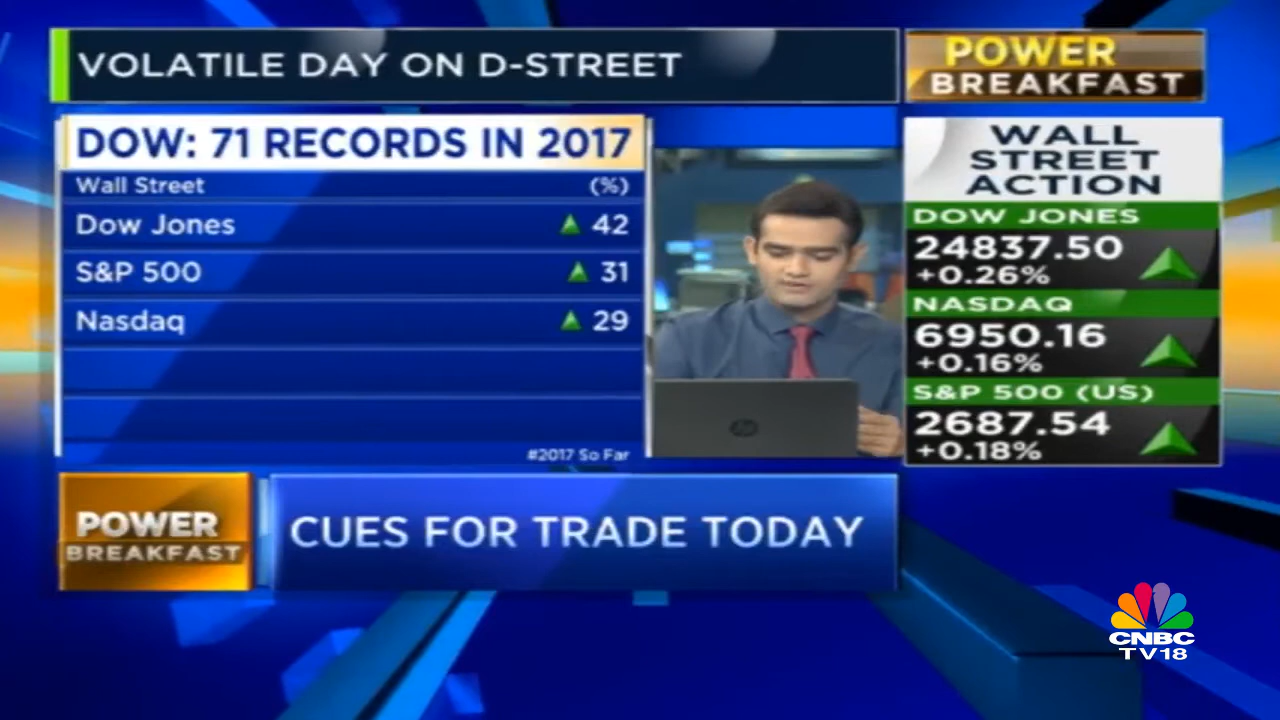 VOLATILE DAY ON D-STREET
POWER
BREAKFAST
DOW: 71 RECORDS IN 2017
Wall Street (%)
Dow Jones ▲ 42
S&P 500 ▲ 31
Nasdaq ▲ 29
#2017 So Far
hp
WALL
STREET
ACTION
DOW JONES
24837.50
+0.26%
NASDAQ
6950.16
+0.16%
S&P 500 (US)
2687.54
+0.18%
POWER
BREAKFAST
CUES FOR TRADE TODAY
CNBC
TV18